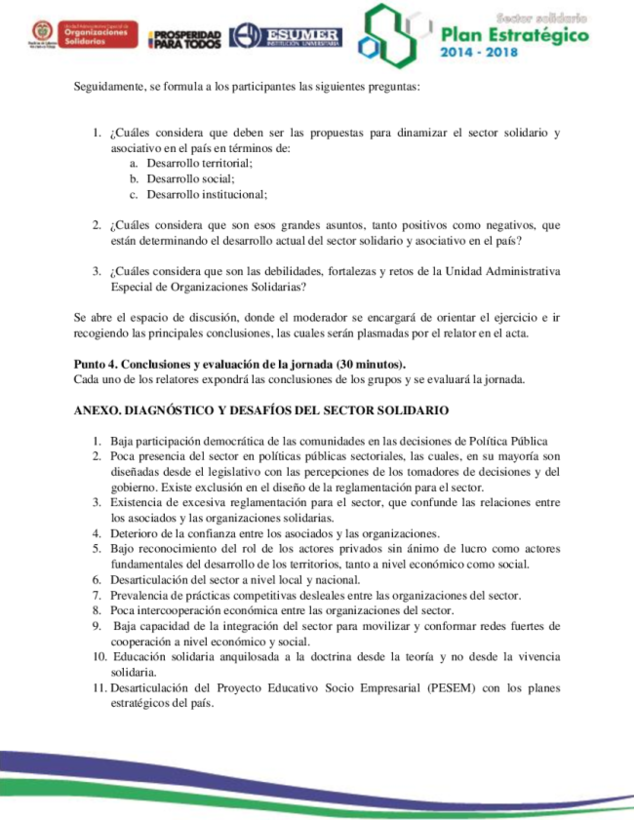 Organizaciones
Solidarias
PROSPERIDAD
PARA TODOS
ESUMER
INSTITUCIÓN UNIVERSITARIA
Sector solidario
Plan Estratégico
2014 - 2018
Seguidamente, se formula a los participantes las siguientes preguntas:
1. ¿Cuáles considera que deben ser las propuestas para dinamizar el sector solidario y
asociativo en el país en términos de:
a. Desarrollo territorial;
b. Desarrollo social;
c. Desarrollo institucional;
2. ¿Cuáles considera que son esos grandes asuntos, tanto positivos como negativos, que
están determinando el desarrollo actual del sector solidario y asociativo en el país?
3. ¿Cuáles considera que son las debilidades, fortalezas y retos de la Unidad Administrativa
Especial de Organizaciones Solidarias?
Se abre el espacio de discusión, donde el moderador se encargará de orientar el ejercicio e ir
recogiendo las principales conclusiones, las cuales serán plasmadas por el relator en el acta.
Punto 4. Conclusiones y evaluación de la jornada (30 minutos).
Cada uno de los relatores expondrá las conclusiones de los grupos y se evaluará la jornada.
ANEXO. DIAGNÓSTICO Y DESAFÍOS DEL SECTOR SOLIDARIO
1. Baja participación democrática de las comunidades en las decisiones de Política Pública
2. Poca presencia del sector en políticas públicas sectoriales, las cuales, en su mayoría son
diseñadas desde el legislativo con las percepciones de los tomadores de decisiones y del
gobierno. Existe exclusión en el diseño de la reglamentación para el sector.
3. Existencia de excesiva reglamentación para el sector, que confunde las relaciones entre
los asociados y las organizaciones solidarias.
4. Deterioro de la confianza entre los asociados y las organizaciones.
5. Bajo reconocimiento del rol de los actores privados sin ánimo de lucro como actores
fundamentales del desarrollo de los territorios, tanto a nivel económico como social.
6. Desarticulación del sector a nivel local y nacional.
7. Prevalencia de prácticas competitivas desleales entre las organizaciones del sector.
8. Poca intercooperación económica entre las organizaciones del sector.
9. Baja capacidad de la integración del sector para movilizar y conformar redes fuertes de
cooperación a nivel económico y social.
10. Educación solidaria anquilosada a la doctrina desde la teoría y no desde la vivencia
solidaria.
11. Desarticulación del Proyecto Educativo Socio Empresarial (PESEM) con los planes
estratégicos del país.